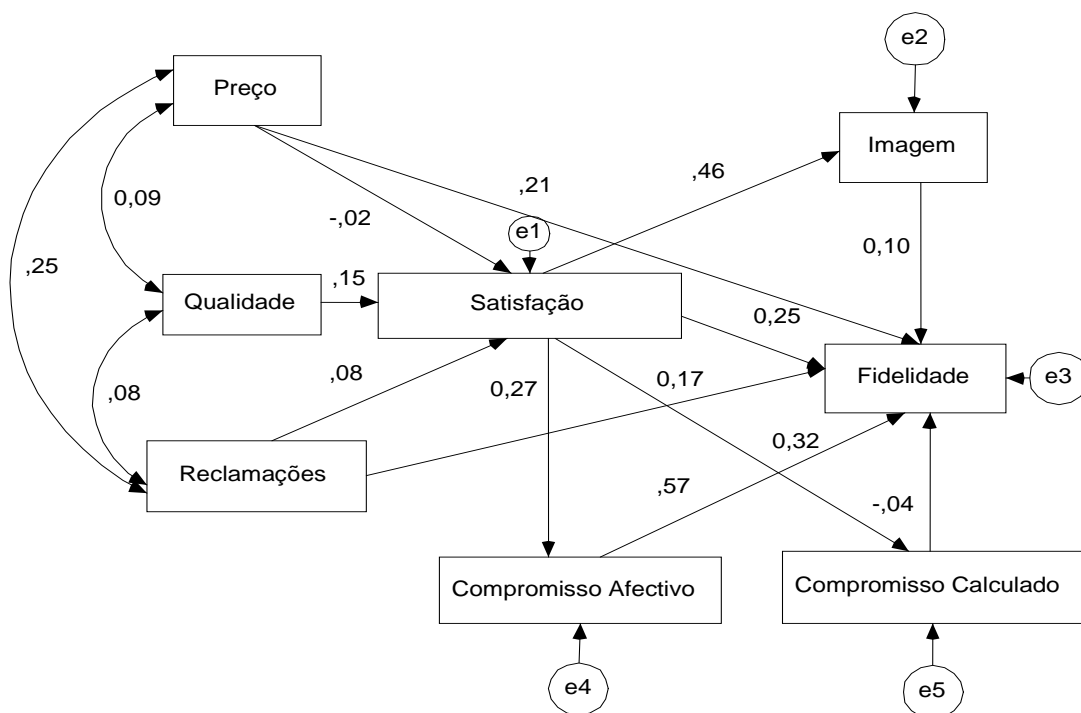 e2
Preço
Imagem
,21
,46
0,09
-,02
e1
0,10
,25
,15
Qualidade
Satisfação
0,25
,08
,08
0,27
0,17
Fidelidade
e3
0,32
Reclamações
,57
-,04
Compromisso Afectivo
Compromisso Calculado
e4
e5